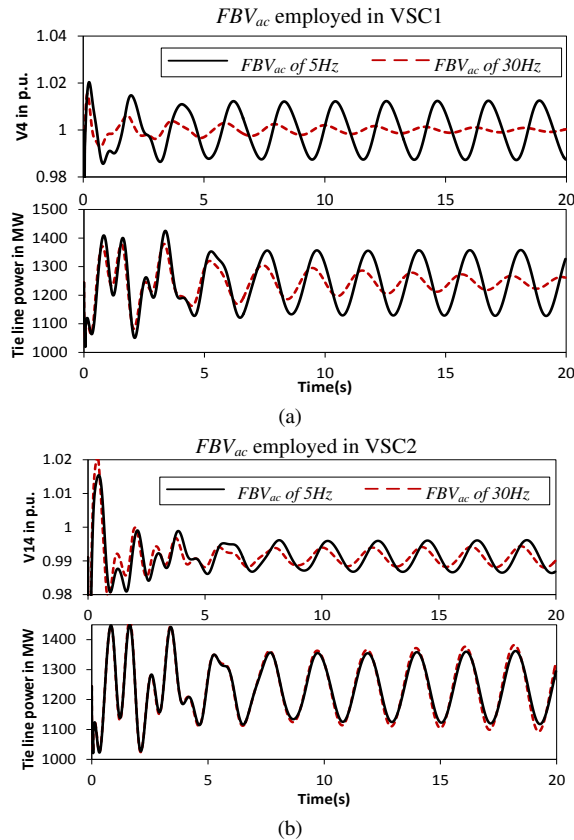 FBVac employed in VSC1
1.04
FBVac of 5Hz FBVac of 30Hz
1.02
V4 in p.u.
1
0.98
0 5 10 15 20
1500
1400
1300
Tie line power in MW
1200
1100
1000
0 5 10 15 20
Time(s)
(a)
FBVac employed in VSC2
1.02
FBVac of 5Hz FBVac of 30Hz
1.01
V14 in p.u.
1
0.99
0.98
0 5 10 15 20
1400
1300
Tie line power in MW
1200
1100
1000
0 5 10 15 20
Time(s)
(b)